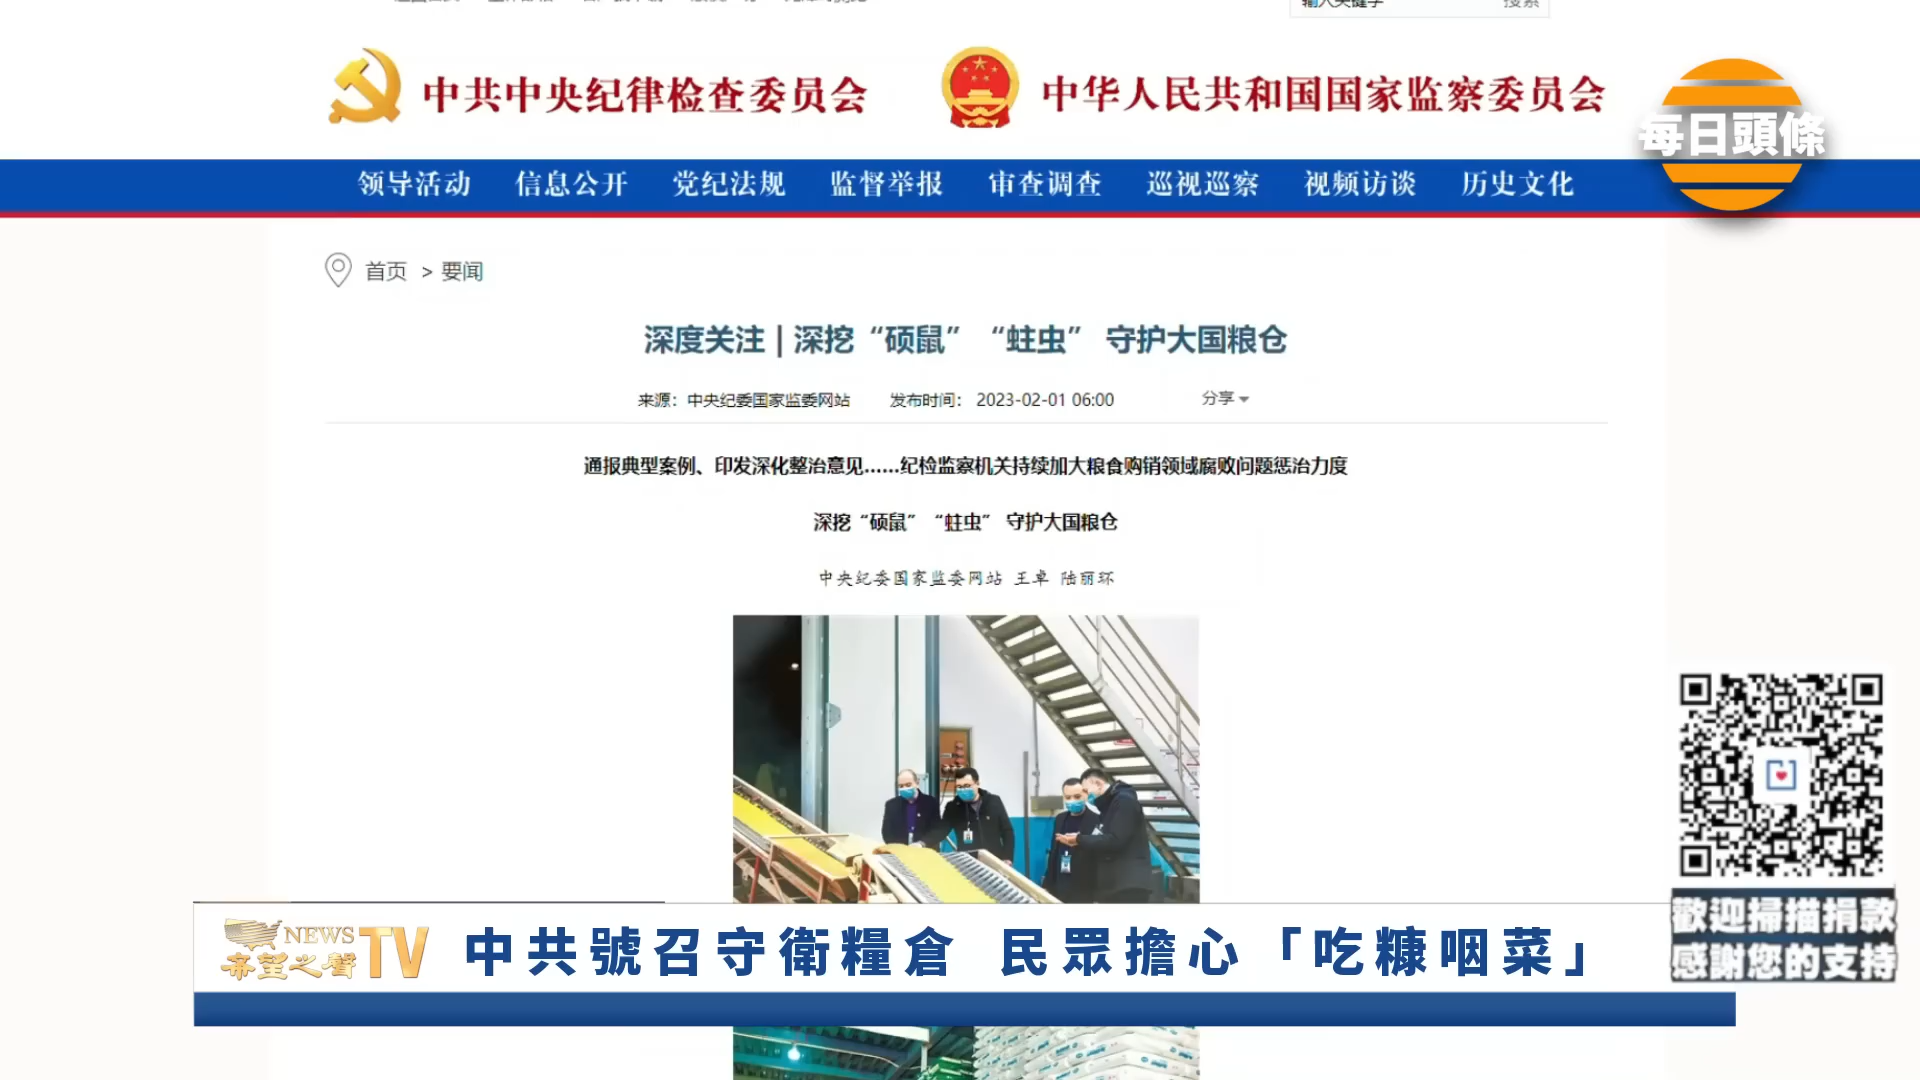 搜索
中共中央纪律检查委员会
中华人民共和国国家监察委员会
每日頭條
领导活动 信息公开 党纪法规 监督举报 审查调查 巡视巡察 视频访谈 历史文化
首页 > 要闻
深度关注 | 深挖“硕鼠”“蛀虫” 守护大国粮仓
来源：中央纪委国家监委网站 发布时间： 2023-02-01 06:00 分享
通报典型案例、印发深化整治意见……纪检监察机关持续加大粮食购销领域腐败问题惩治力度
深挖“硕鼠”“蛀虫” 守护大国粮仓
中央纪委国家监委网站 王卓 陆丽环
NEWS
希望之聲 TV
中共號召守衛糧倉 民眾擔心「吃糠咽菜」
歡迎掃描捐款
感謝您的支持